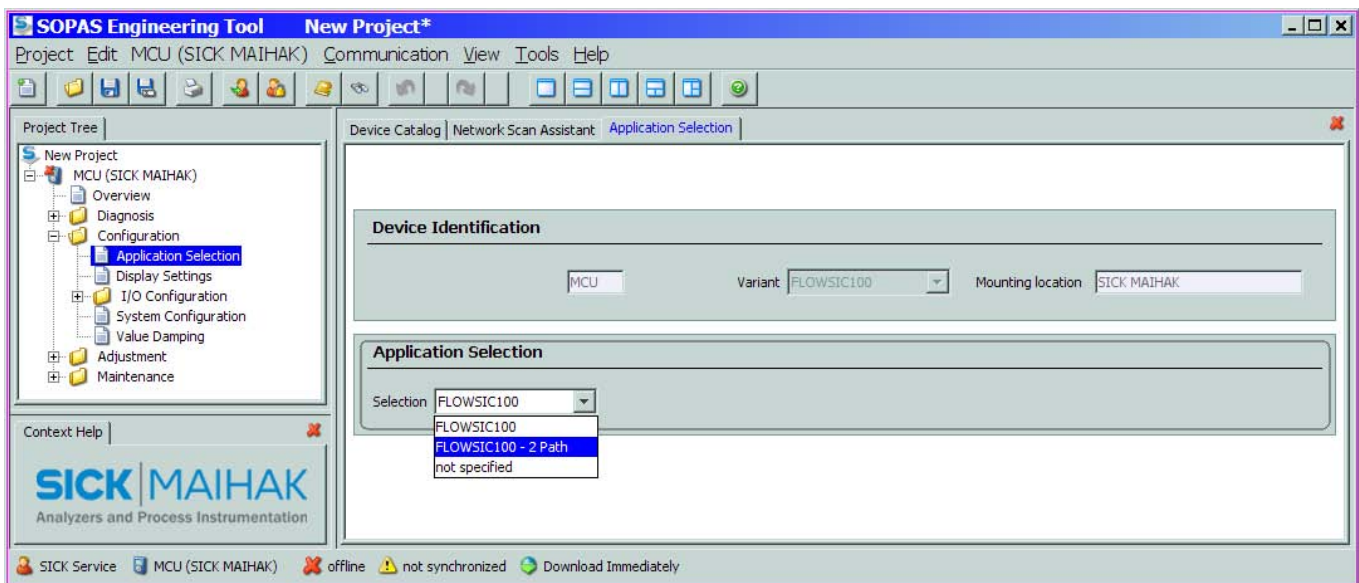 SOPAS Engineering Tool New Project*
Project Edit MCU (SICK MAIHAK) Communication View Tools Help
Project Tree
New Project
MCU (SICK MAIHAK)
Overview
Diagnosis
Configuration
Application Selection
Display Settings
I/O Configuration
System Configuration
Value Damping
Adjustment
Maintenance
Context Help
SICK MAIHAK
Analyzers and Process Instrumentation
Device Catalog Network Scan Assistant Application Selection
Device Identification
MCU Variant FLOWSIC100 Mounting location SICK MAIHAK
Application Selection
Selection FLOWSIC100
FLOWSIC100
FLOWSIC100 - 2 Path
not specified
SICK Service MCU (SICK MAIHAK) offline not synchronized Download Immediately